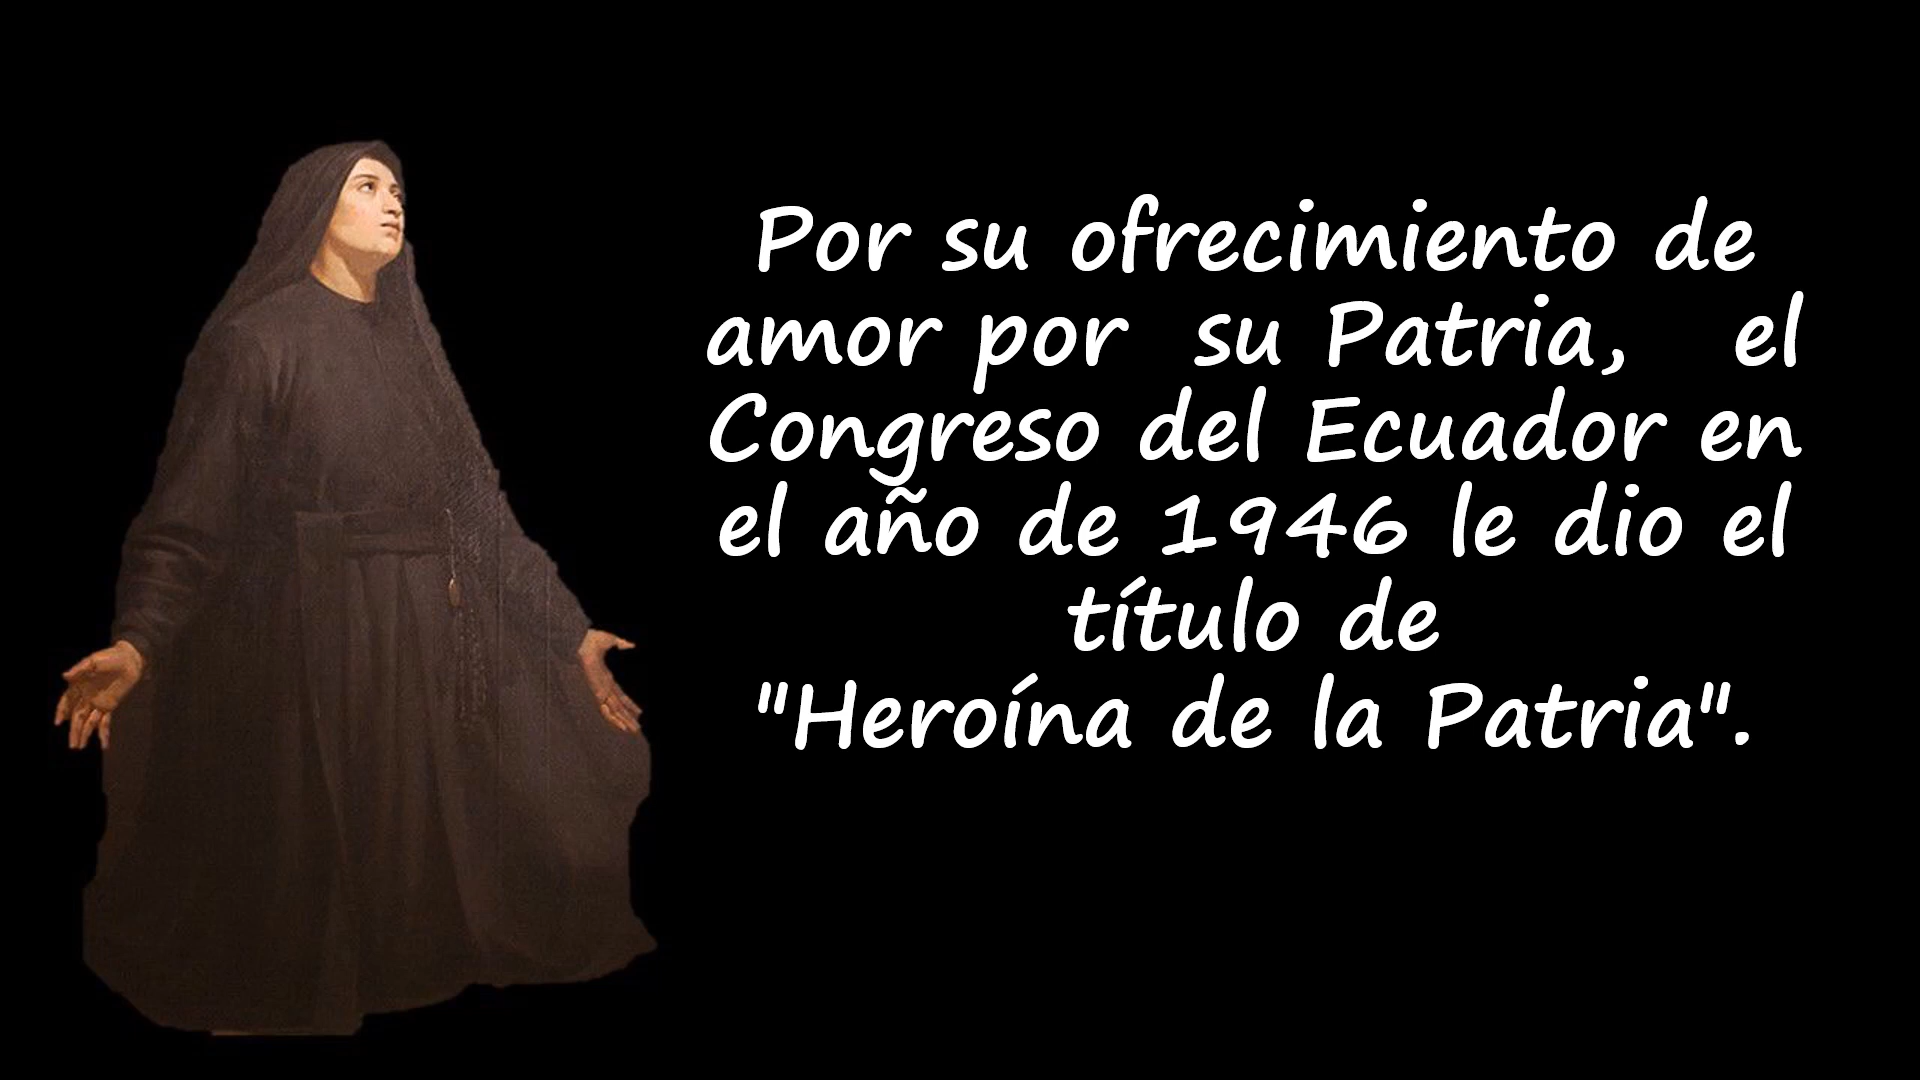 Por su ofrecimiento de
amor por su Patria, el
Congreso del Ecuador en
el año de 1946 le dio el
título de
"Heroína de la Patria".